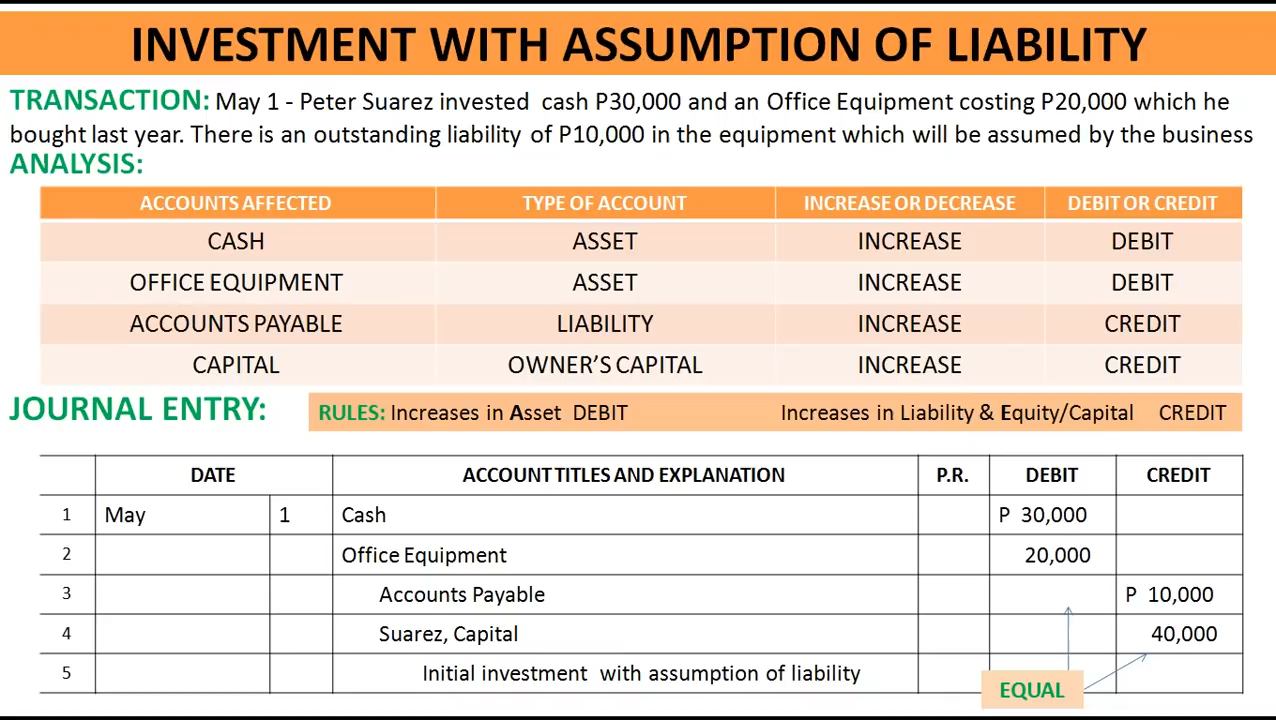 INVESTMENT WITH ASSUMPTION OF LIABILITY
TRANSACTION: May 1 - Peter Suarez invested cash P30,000 and an Office Equipment costing P20,000 which he
bought last year. There is an outstanding liability of P10,000 in the equipment which will be assumed by the business
ANALYSIS:
ACCOUNTS AFFECTED TYPE OF ACCOUNT INCREASE OR DECREASE DEBIT OR CREDIT
CASH ASSET INCREASE DEBIT
OFFICE EQUIPMENT ASSET INCREASE DEBIT
ACCOUNTS PAYABLE LIABILITY INCREASE CREDIT
CAPITAL OWNER'S CAPITAL INCREASE CREDIT
JOURNAL ENTRY: RULES: Increases in Asset DEBIT Increases in Liability & Equity/Capital CREDIT
DATE ACCOUNT TITLES AND EXPLANATION P.R. DEBIT CREDIT
1 May 1 Cash P 30,000
2 Office Equipment 20,000
3 Accounts Payable P 10,000
4 Suarez, Capital 40,000
5 Initial investment with assumption of liability
EQUAL